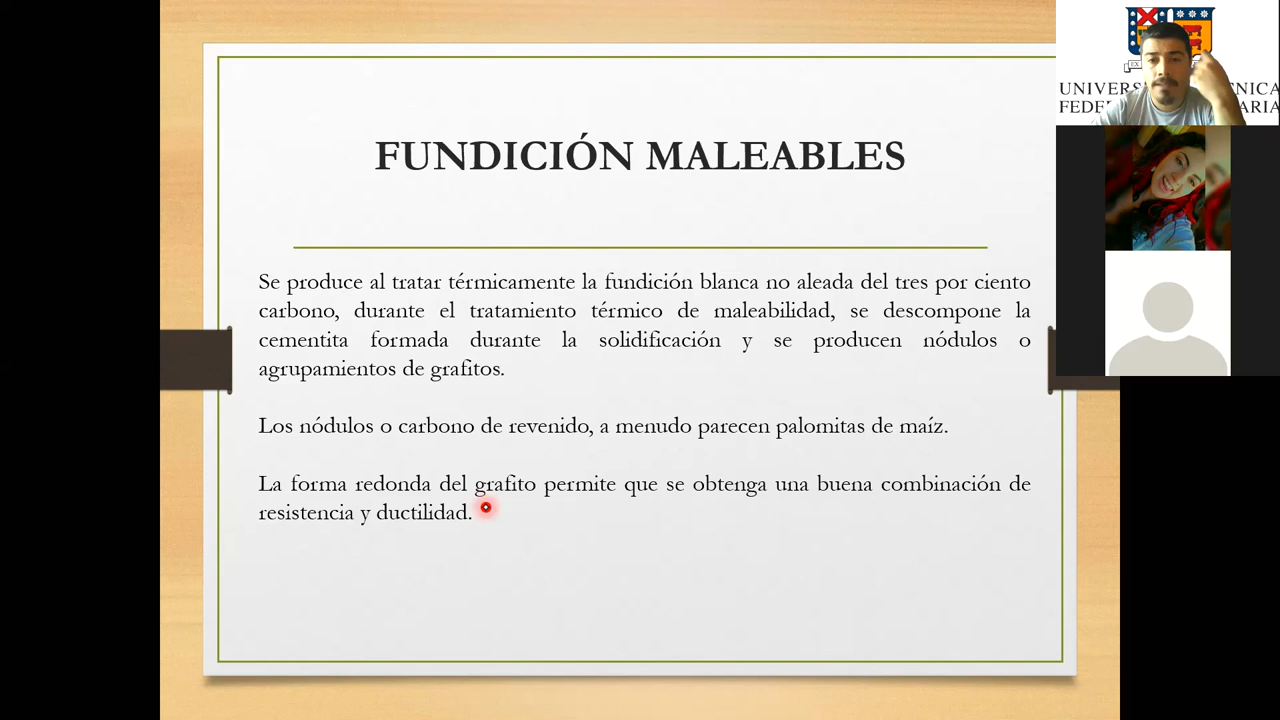 FUNDICIÓN MALEABLES
Se produce al tratar térmicamente la fundición blanca no aleada del tres por ciento
carbono, durante el tratamiento térmico de maleabilidad, se descompone la
cementita formada durante la solidificación y se producen nódulos o
agrupamientos de grafitos.
Los nódulos o carbono de revenido, a menudo parecen palomitas de maíz.
La forma redonda del grafito permite que se obtenga una buena combinación de
resistencia y ductilidad.